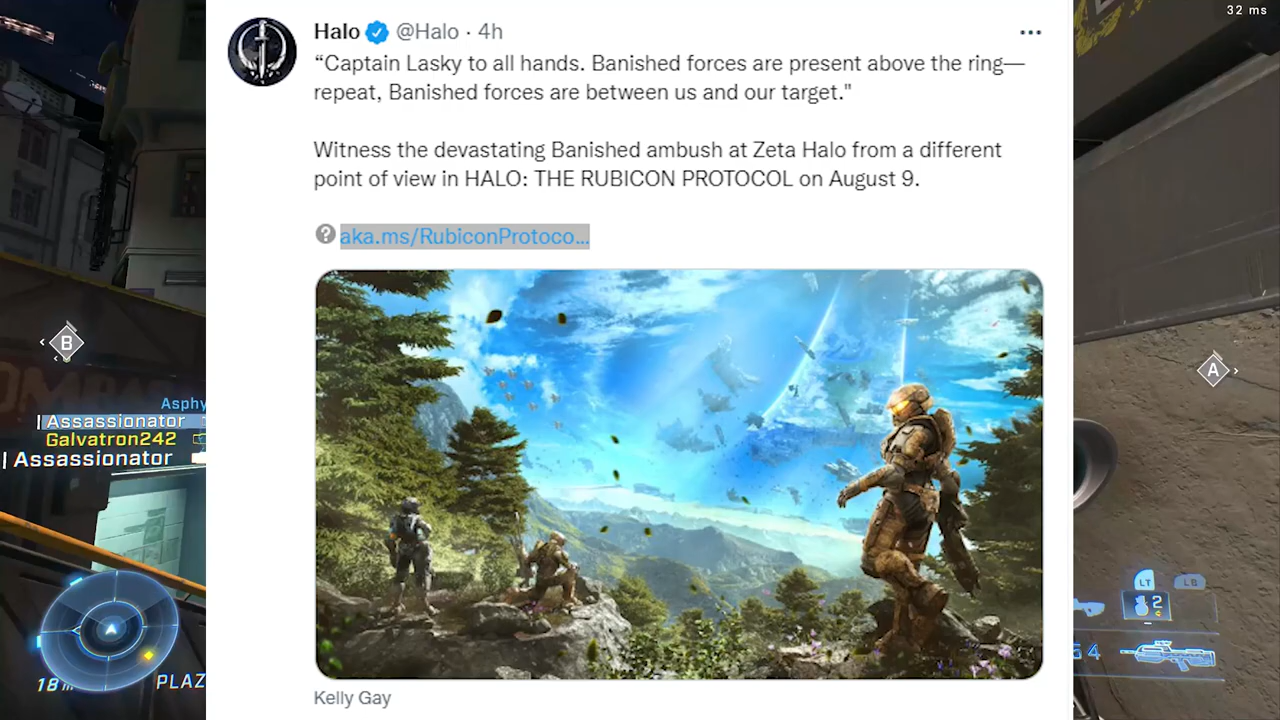 32 ms
Halo @Halo · 4h
“Captain Lasky to all hands. Banished forces are present above the ring—
repeat, Banished forces are between us and our target."
Witness the devastating Banished ambush at Zeta Halo from a different
point of view in HALO: THE RUBICON PROTOCOL on August 9.
aka.ms/RubiconProtoco...
B
A
Asphy
Assassinator
Galvatron242
Assassinator
LT
LB
2
4
18
PLAZ
Kelly Gay